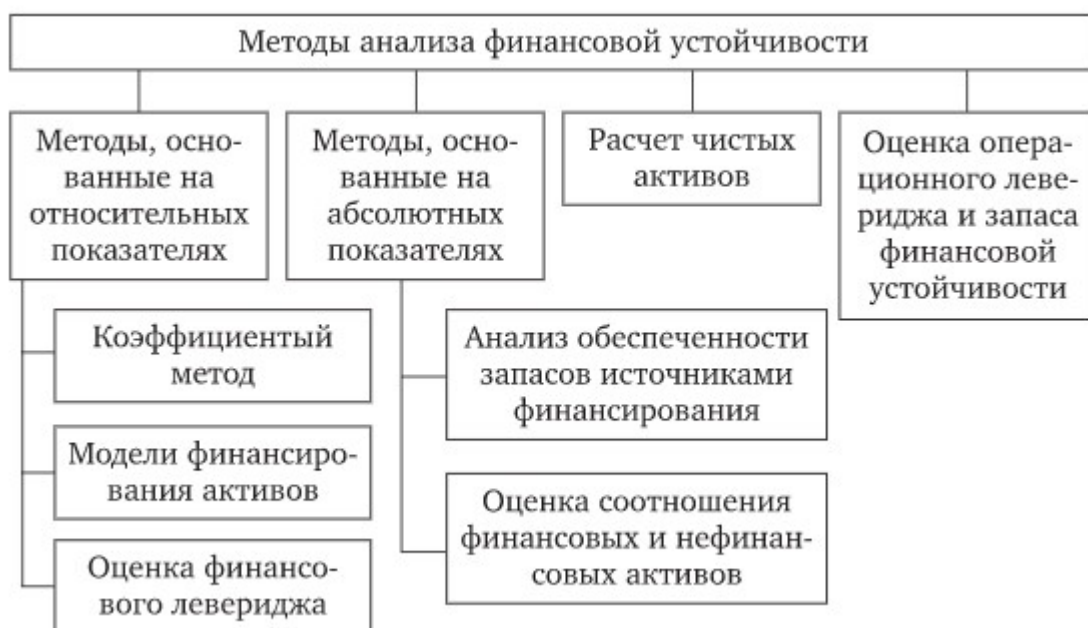 Методы анализа финансовой устойчивости
Методы, осно-
ванные на
относительных
показателях
Методы, осно-
ванные на
абсолютных
показателях
Расчет чистых
активов
Оценка опера-
ционного леве-
риджа и запаса
финансовой
устойчивости
Коэффициентый
метод
Модели финансиро-
вания активов
Оценка финансо-
вого левериджа
Анализ обеспеченности
запасов источниками
финансирования
Оценка соотношения
финансовых и нефинан-
совых активов